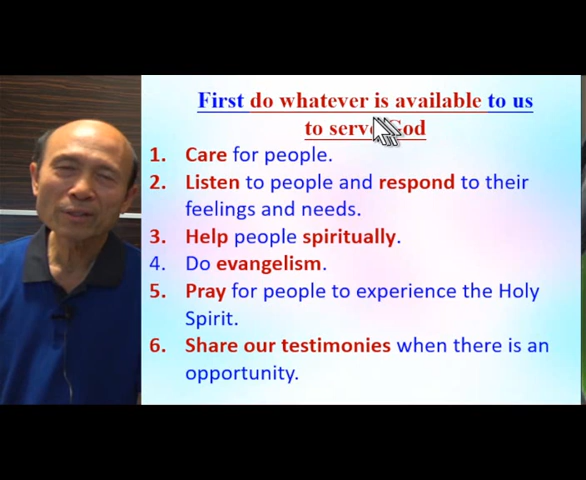 First do whatever is available to us
to serve God
1. Care for people.
2. Listen to people and respond to their
feelings and needs.
3. Help people spiritually.
4. Do evangelism.
5. Pray for people to experience the Holy
Spirit.
6. Share our testimonies when there is an
opportunity.